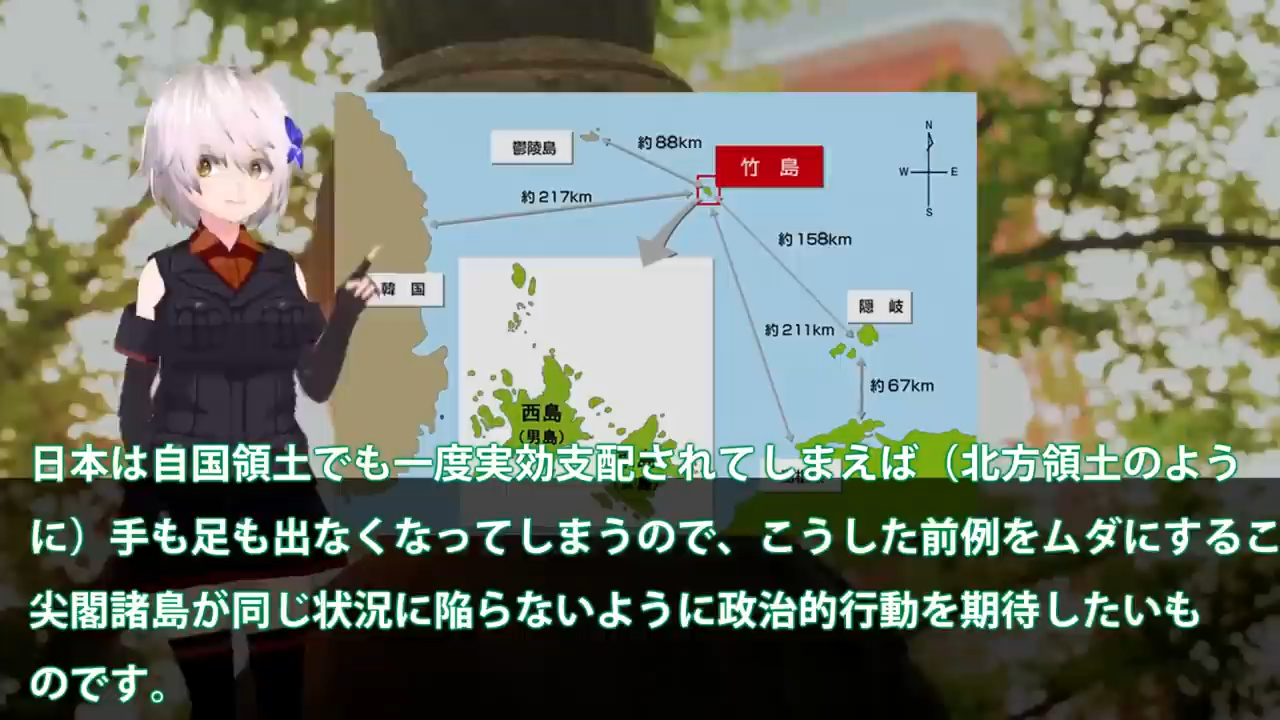 N
鬱陵島
約88km
竹 島
W
E
約217km
S
約158km
韓 国
隠 岐
約211km
約67km
西島
(男島)
日本は自国領土でも一度実効支配されてしまえば（北方領土のよう
に）手も足も出なくなってしまうので、こうした前例をムダにするこ
尖閣諸島が同じ状況に陥らないように政治的行動を期待したいも
のです。